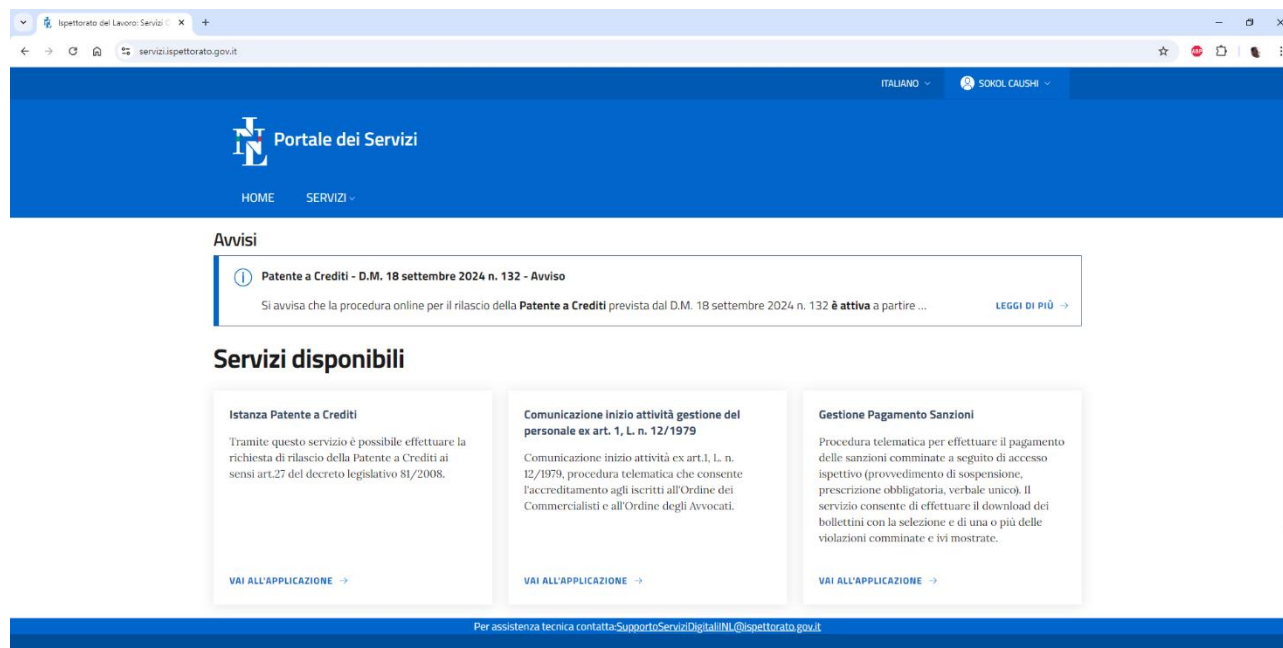 Ispettorato del Lavoro: Servizi
servizi.ispettorato.gov.it
ABP
ITALIANO
SOKOL CAUSHI
INL
Portale dei Servizi
HOME SERVIZI
Avvisi
Patente a Crediti - D.M. 18 settembre 2024 n. 132 - Avviso
Si avvisa che la procedura online per il rilascio della Patente a Crediti prevista dal D.M. 18 settembre 2024 n. 132 è attiva a partire ...
LEGGI DI PIÙ →
Servizi disponibili
Istanza Patente a Crediti
Tramite questo servizio è possibile effettuare la
richiesta di rilascio della Patente a Crediti ai
sensi art.27 del decreto legislativo 81/2008.
VAI ALL'APPLICAZIONE →
Comunicazione inizio attività gestione del
personale ex art. 1, L. n. 12/1979
Comunicazione inizio attività ex art.1, L. n.
12/1979, procedura telematica che consente
l'accreditamento agli iscritti all'Ordine dei
Commercialisti e all'Ordine degli Avvocati.
VAI ALL'APPLICAZIONE →
Gestione Pagamento Sanzioni
Procedura telematica per effettuare il pagamento
delle sanzioni comminate a seguito di accesso
ispettivo (provvedimento di sospensione,
prescrizione obbligatoria, verbale unico). Il
servizio consente di effettuare il download dei
bollettini con la selezione e di una o più delle
violazioni comminate e ivi mostrate.
VAI ALL'APPLICAZIONE →
Per assistenza tecnica contatta:SupportoServiziDigitaliINL@ispettorato.gov.it